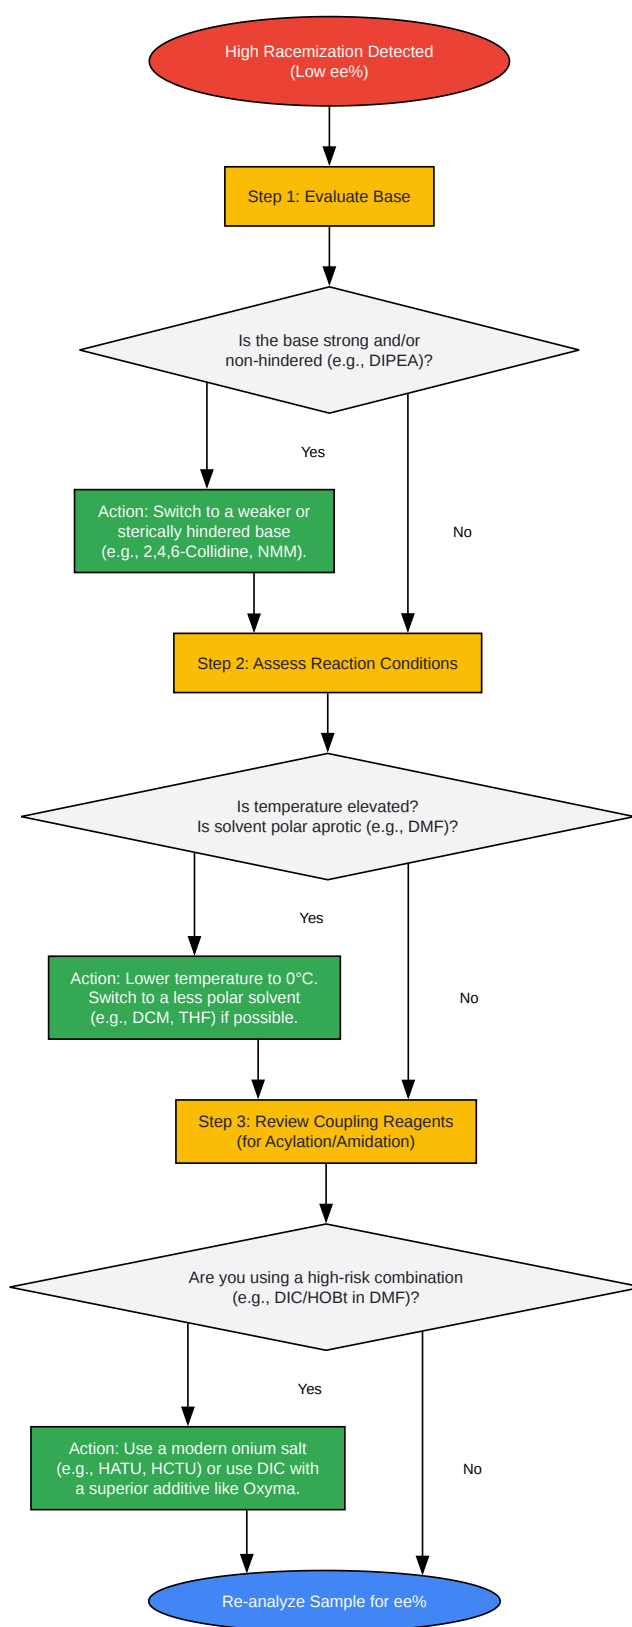 High Racemization Detected
(Low ee%)
Step 1: Evaluate Base
Is the base strong and/or
non-hindered (e.g., DIPEA)?
Yes
Action: Switch to a weaker or
sterically hindered base
(e.g., 2,4,6-Collidine, NMM).
No
Step 2: Assess Reaction Conditions
Is temperature elevated?
Is solvent polar aprotic (e.g., DMF)?
Yes
Action: Lower temperature to 0°C.
Switch to a less polar solvent
(e.g., DCM, THF) if possible.
No
Step 3: Review Coupling Reagents
(for Acylation/Amidation)
Are you using a high-risk combination
(e.g., DIC/HOBt in DMF)?
Yes
Action: Use a modern onium salt
(e.g., HATU, HCTU) or use DIC with
a superior additive like Oxyma.
No
Re-analyze Sample for ee%